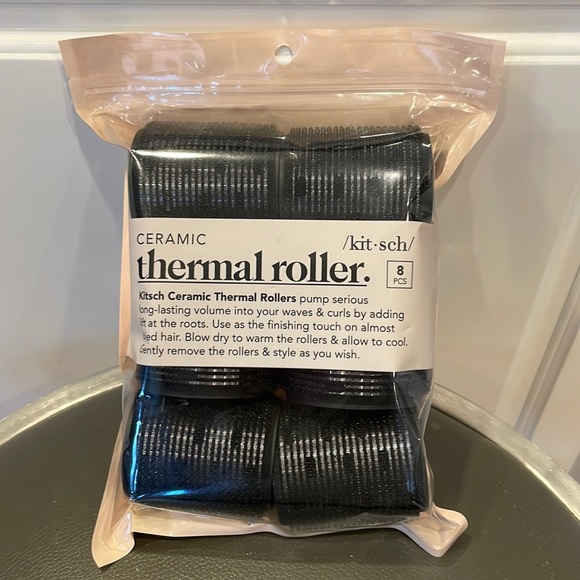 CERAMIC
/kit·sch/
thermal roller.
8
PCS
Kitsch Ceramic Thermal Rollers pump serious
long-lasting volume into your waves & curls by adding
lift at the roots. Use as the finishing touch on almost
hair. Blow dry to warm the rollers & allow to cool.
Gently remove the rollers & style as you wish.